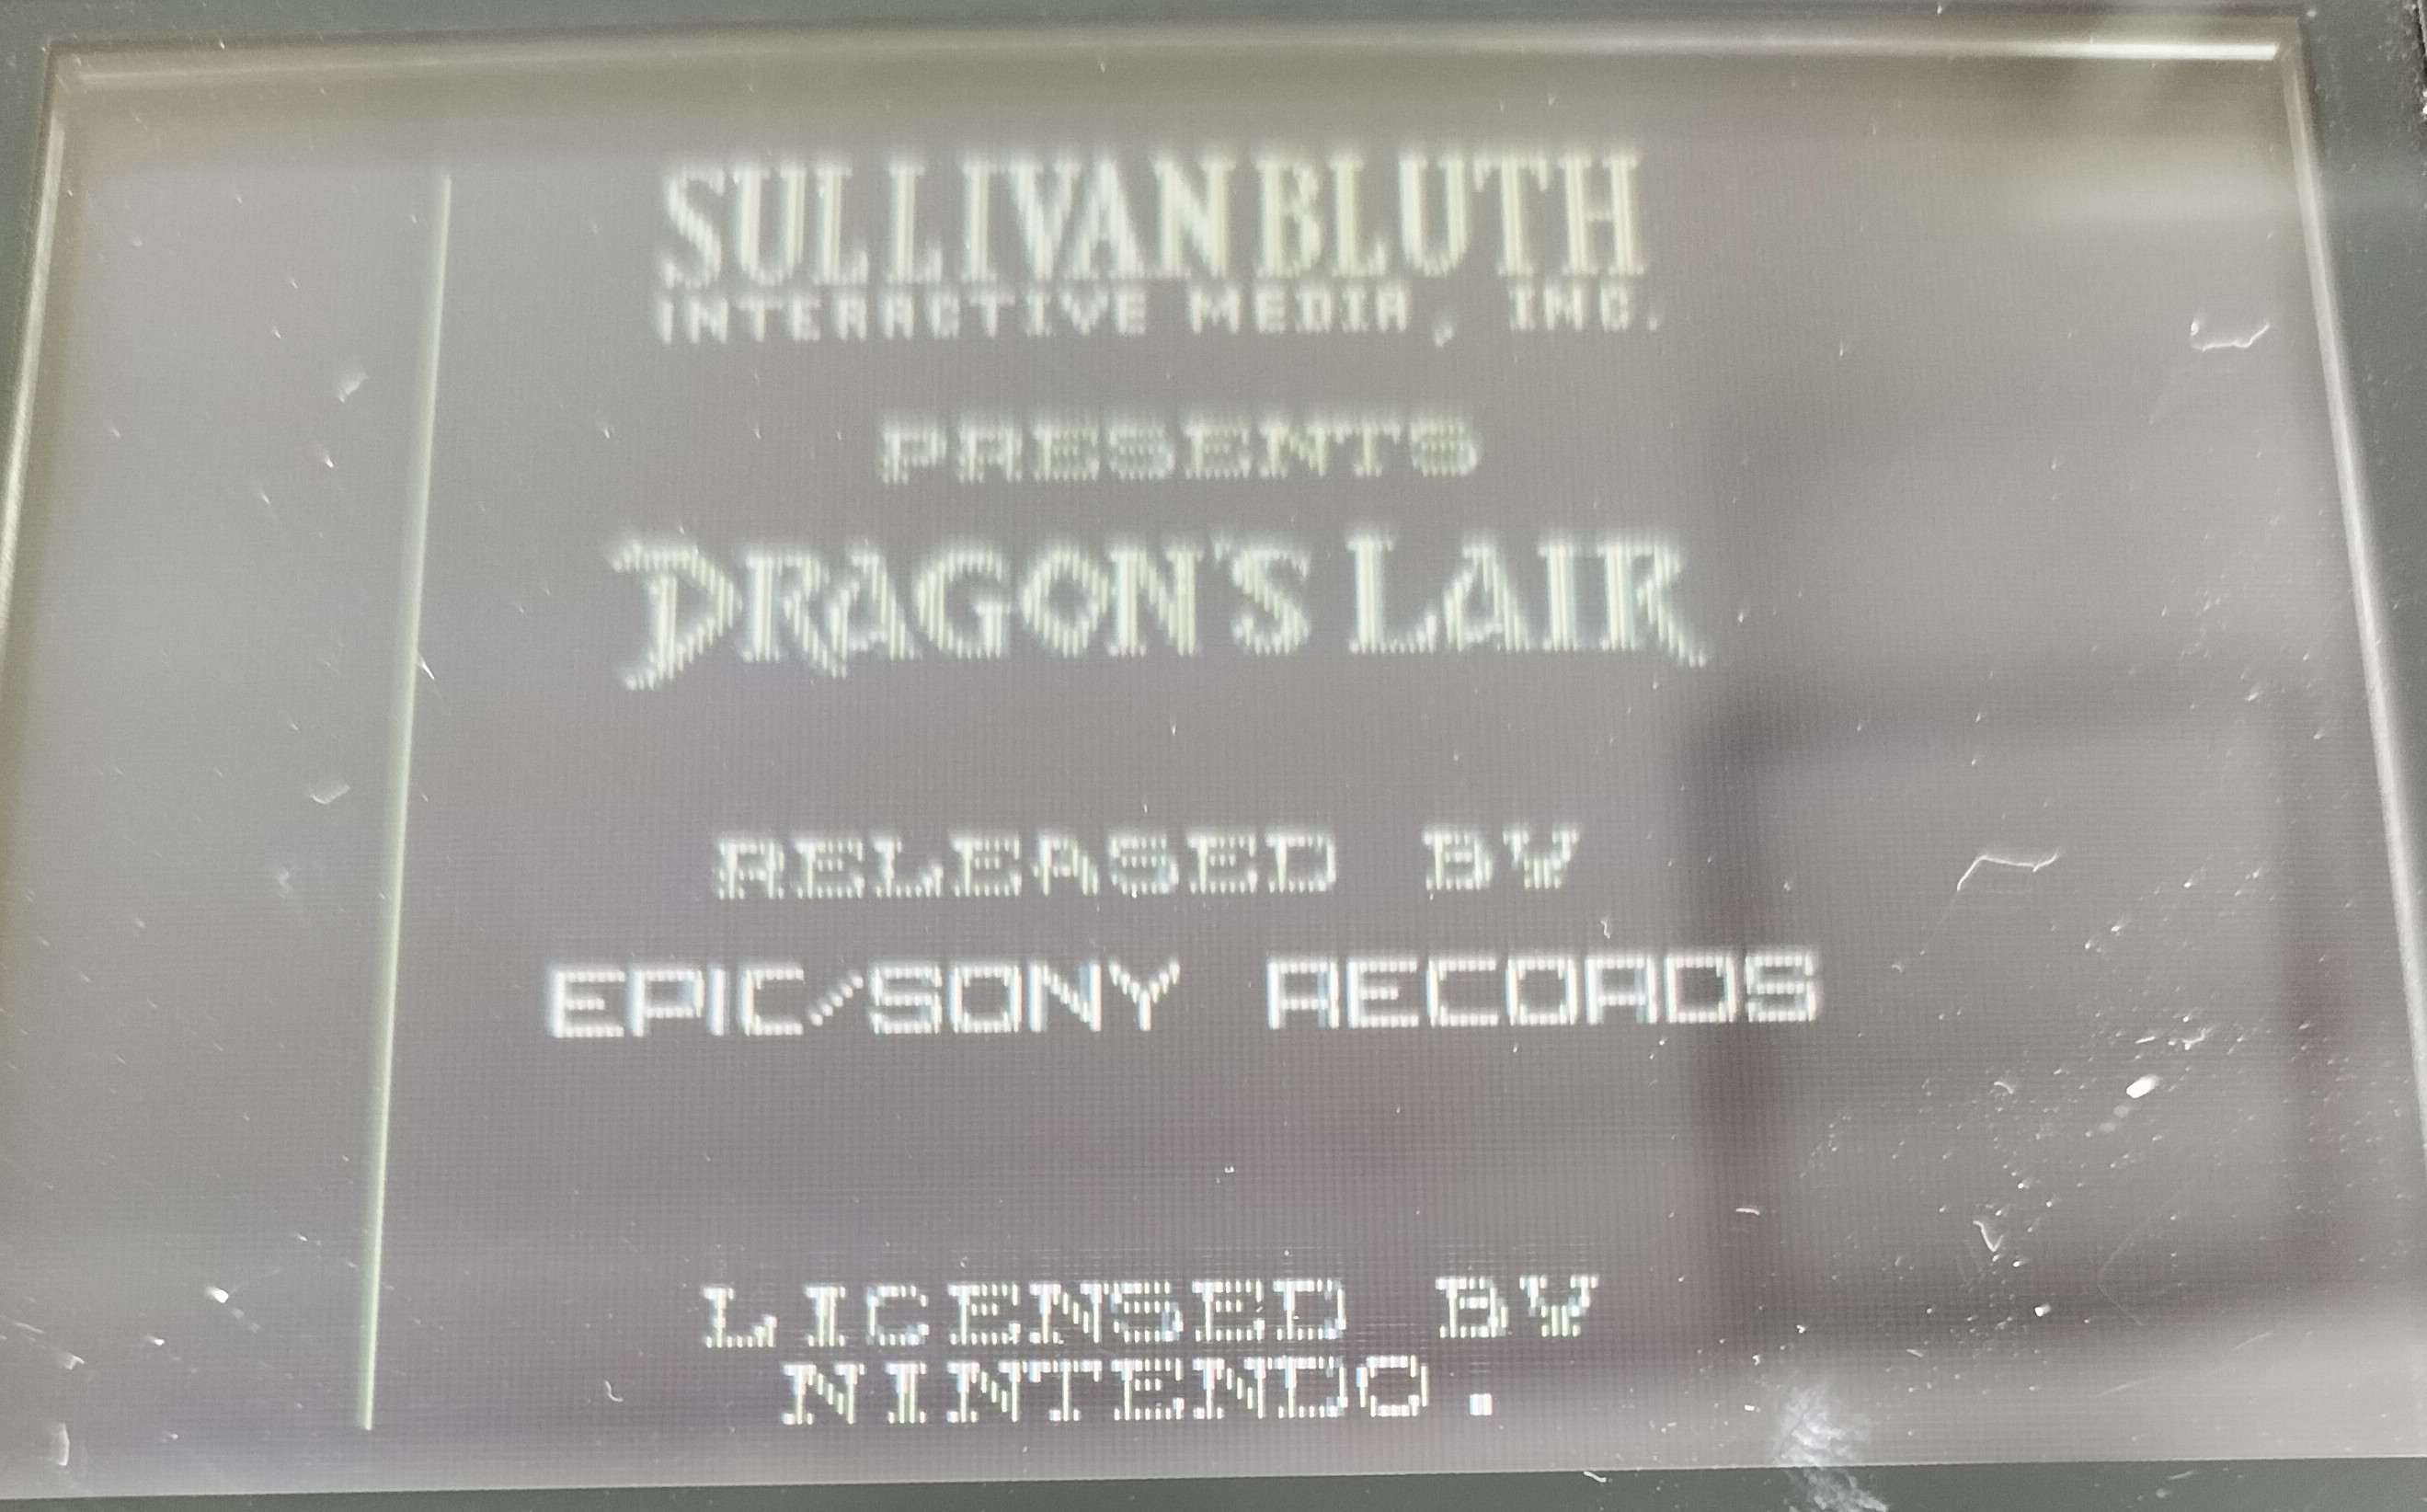 SULLIVAN BLUTH
INTERACTIVE MEDIA, INC.
PRESENTS
DRAGON'S LAIR
RELEASED BY
EPIC/SONY RECORDS
LICENSED BY
NINTENDO.